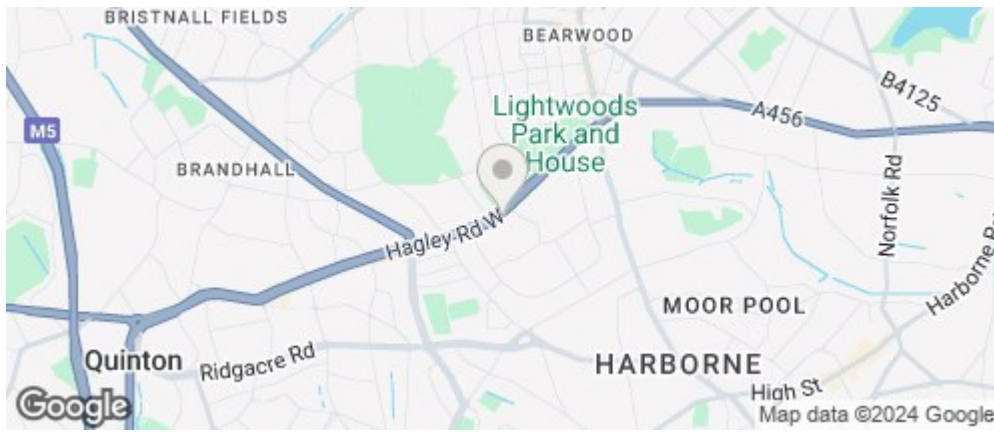 BRISTNALL FIELDS
BEARWOOD
B4125
Lightwoods
Park and
House
A456
M5
BRANDHALL
Norfolk Rd
Hagley Rd W
Harborne Rd
MOOR POOL
Quinton
Ridgacre Rd
HARBORNE
High St
Google
Map data ©2024 Google